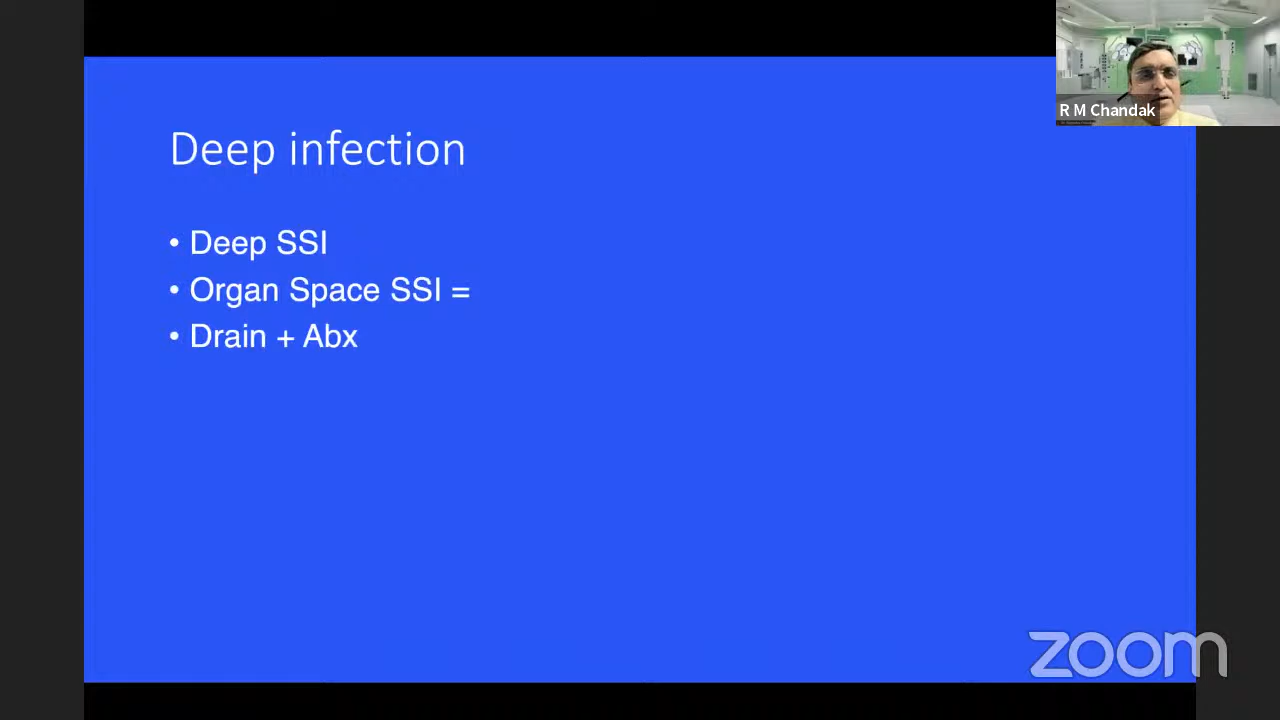 R M Chandak
Deep infection
• Deep SSI
• Organ Space SSI =
• Drain + Abx
zoom